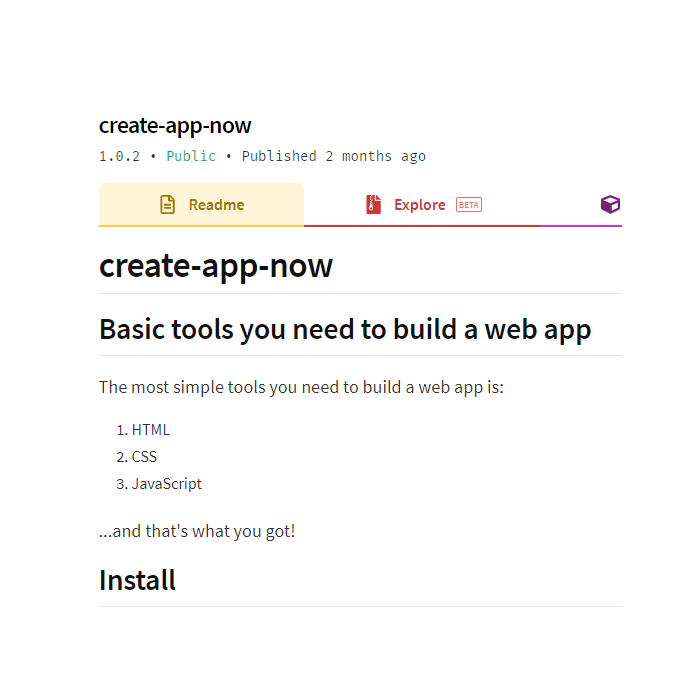 create-app-now
1.0.2 • Public • Published 2 months ago
Readme
Explore BETA
create-app-now
Basic tools you need to build a web app
The most simple tools you need to build a web app is:
1. HTML
2. CSS
3. JavaScript
...and that's what you got!
Install